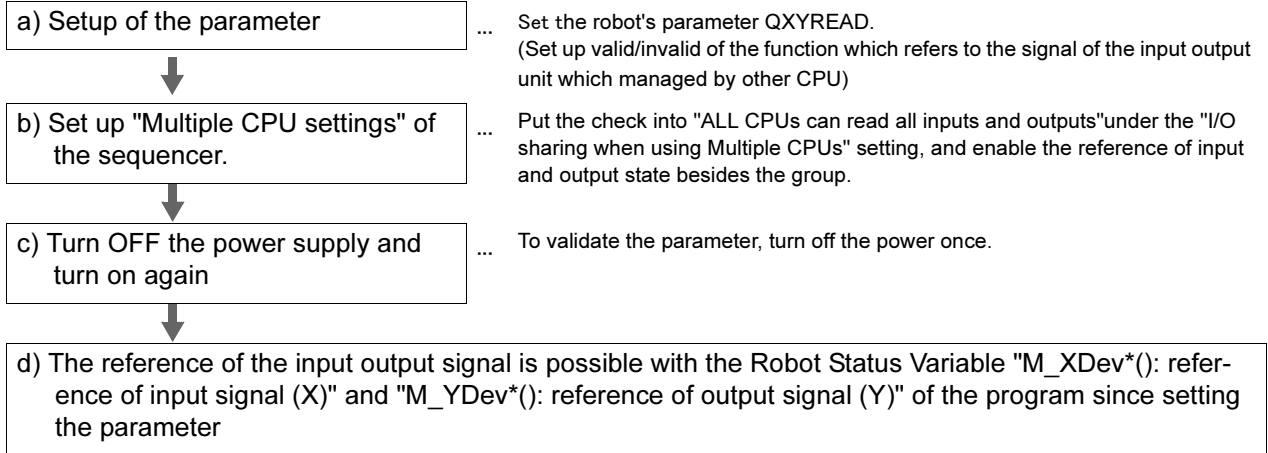 a) Setup of the parameter
...
Set the robot's parameter QXYREAD.
(Set up valid/invalid of the function which refers to the signal of the input output
unit which managed by other CPU)
b) Set up "Multiple CPU settings" of
the sequencer.
...
Put the check into "ALL CPUs can read all inputs and outputs"under the "I/O
sharing when using Multiple CPUs" setting, and enable the reference of input
and output state besides the group.
c) Turn OFF the power supply and
turn on again
...
To validate the parameter, turn off the power once.
d) The reference of the input output signal is possible with the Robot Status Variable "M_XDev*(): refer-
ence of input signal (X)" and "M_YDev*(): reference of output signal (Y)" of the program since setting
the parameter